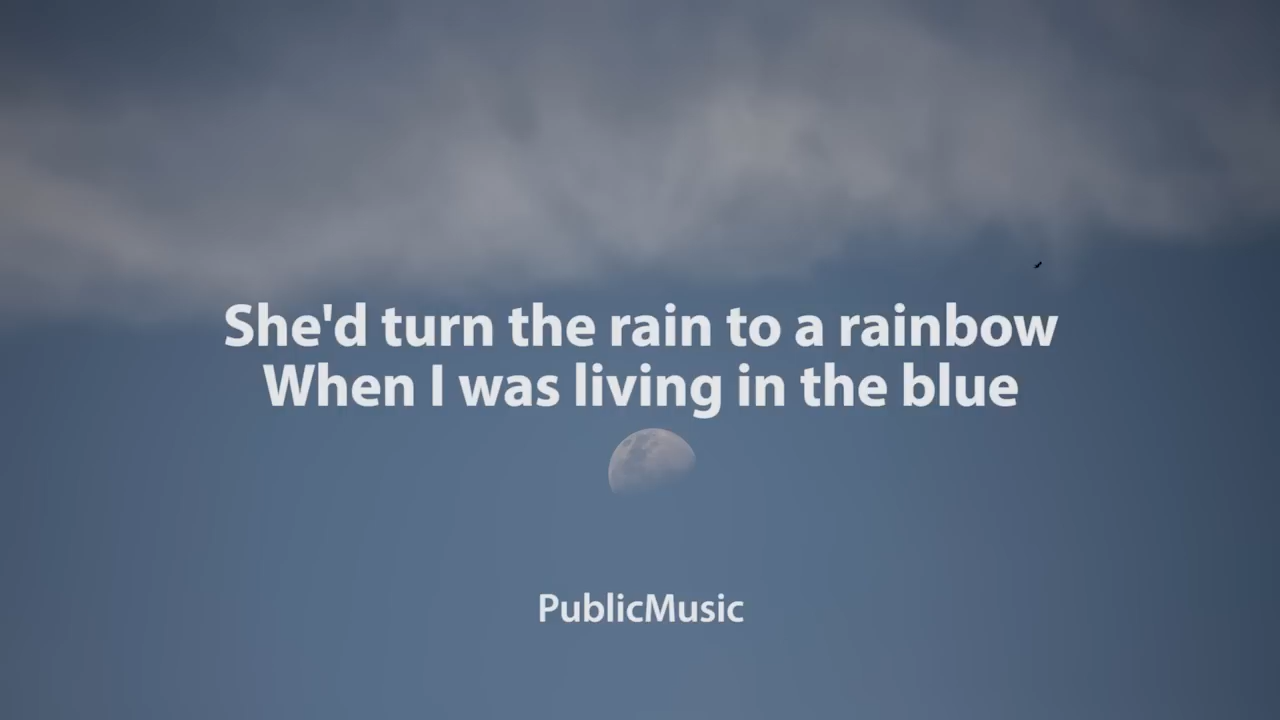 She'd turn the rain to a rainbow
When I was living in the blue
PublicMusic